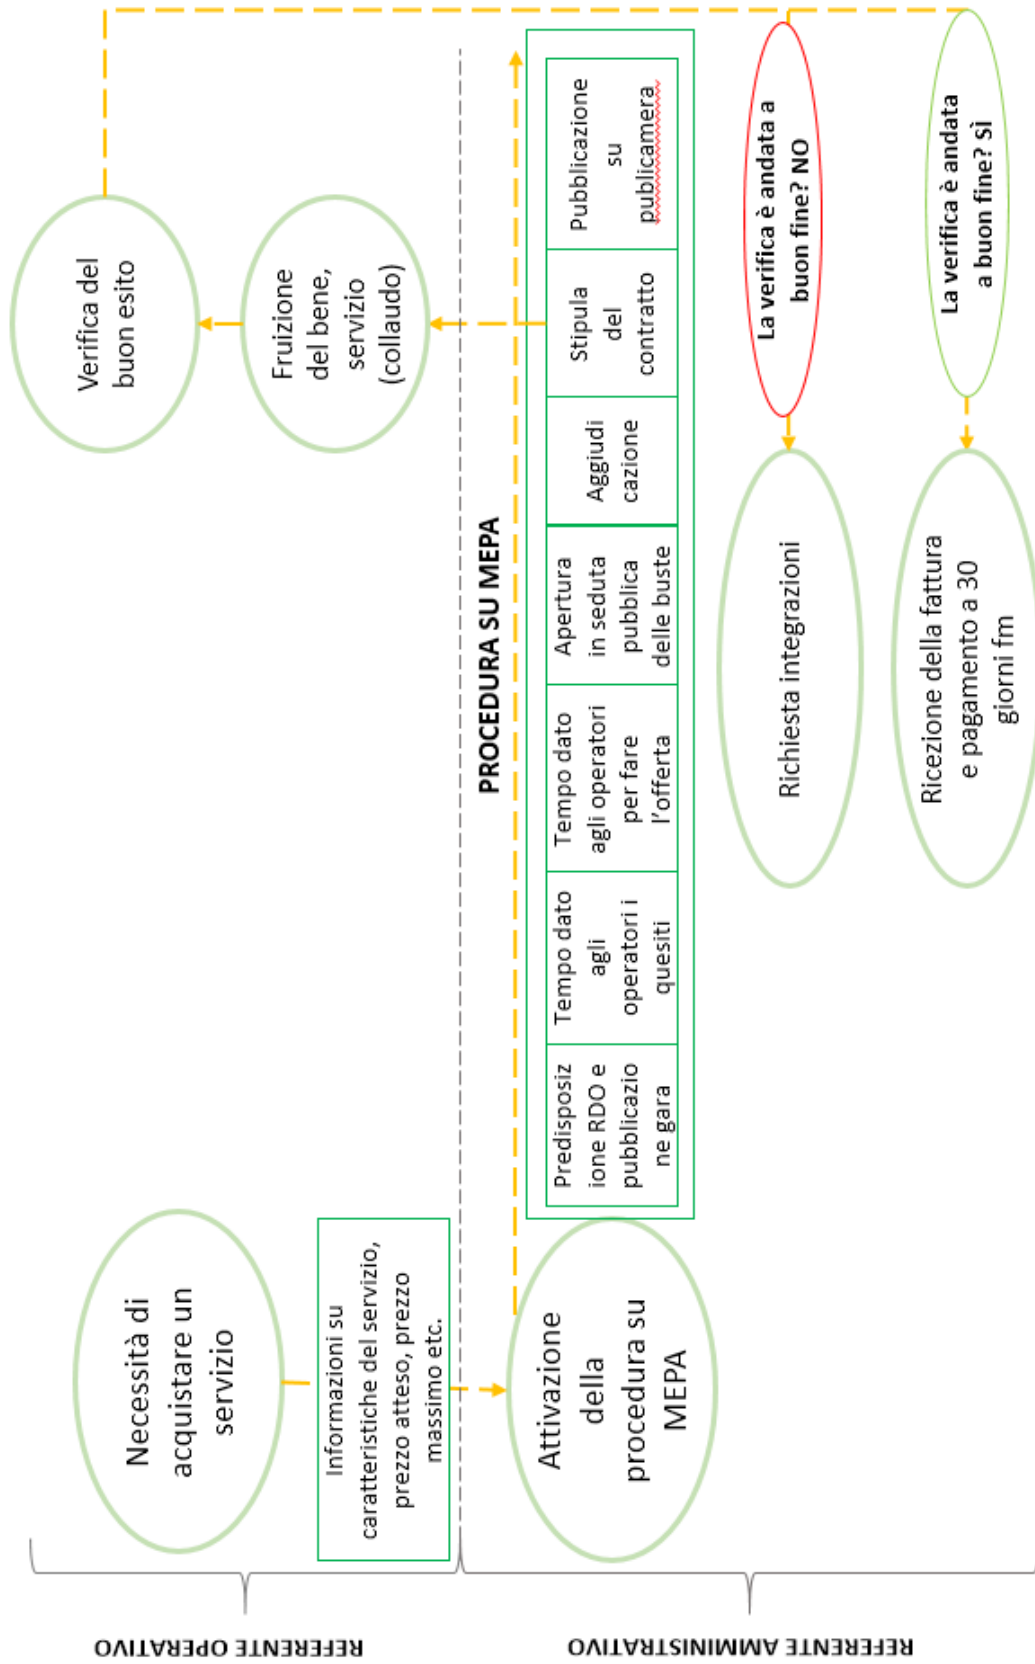 REFERENTE OPERATIVO
Necessità di
acquistare un
servizio
Informazioni su
caratteristiche del servizio,
prezzo atteso, prezzo
massimo etc.
Verifica del
buon esito
Fruizione
del bene,
servizio
(collaudo)
REFERENTE AMMINISTRATIVO
PROCEDURA SU MEPA
Attivazione
della
procedura su
MEPA
Predisposiz
ione RDO e
pubblicazio
ne gara
Tempo dato
agli
operatori i
quesiti
Tempo dato
agli operatori
per fare
l'offerta
Apertura
in seduta
pubblica
delle buste
Aggiudi
cazione
Stipula
del
contratto
Pubblicazione
su
publicamera
Richiesta integrazioni
La verifica è andata a
buon fine? NO
Ricezione della fattura
e pagamento a 30
giorni fm
La verifica è andata
a buon fine? SÌ